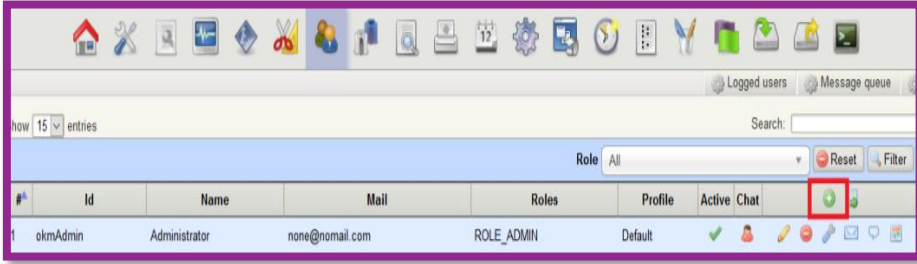 12
Logged users Message queue
how 15 entries Search:
Role All Reset Filter
# Id Name Mail Roles Profile Active Chat
1 okmAdmin Administrator none@nomail.com ROLE_ADMIN Default